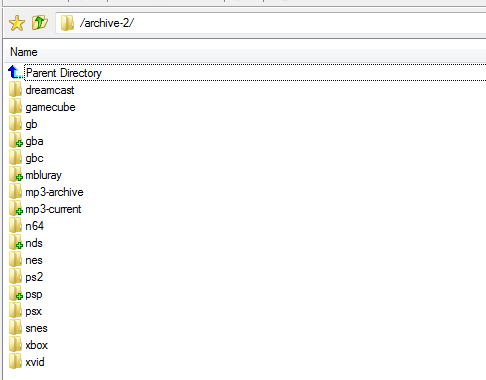 /archive-2/
Name
Parent Directory
dreamcast
gamecube
gb
gba
gbc
mbluray
mp3-archive
mp3-current
n64
nds
nes
ps2
psp
psx
snes
xbox
xvid